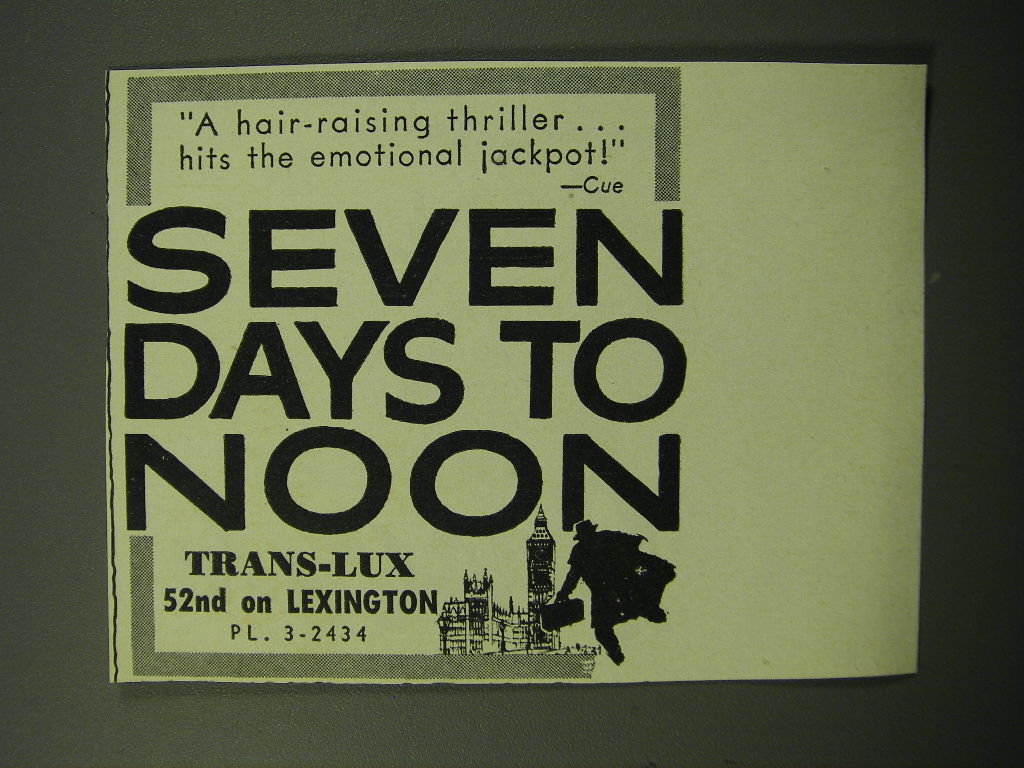 "A hair-raising thriller...
hits the emotional jackpot!"
—Cue
SEVEN
DAYS TO
NOON
TRANS-LUX
52nd on LEXINGTON
PL. 3-2434